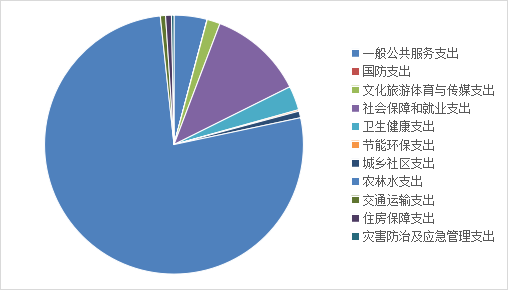 一般公共服务支出
国防支出
文化旅游体育与传媒支出
社会保障和就业支出
卫生健康支出
节能环保支出
城乡社区支出
农林水支出
交通运输支出
住房保障支出
灾害防治及应急管理支出